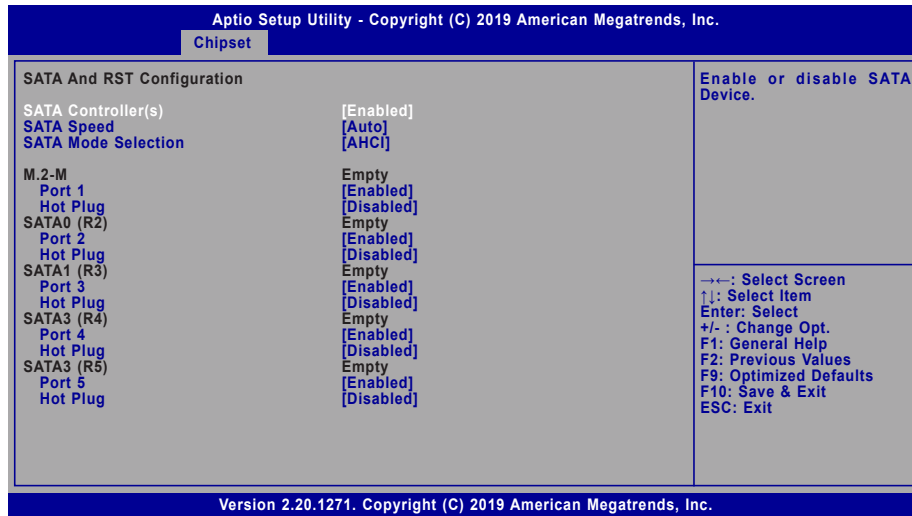 Aptio Setup Utility - Copyright (C) 2019 American Megatrends, Inc.
Chipset
SATA And RST Configuration
SATA Controller(s) [Enabled]
SATA Speed [Auto]
SATA Mode Selection [AHCI]
M.2-M Empty
Port 1 [Enabled]
Hot Plug [Disabled]
SATA0 (R2) Empty
Port 2 [Enabled]
Hot Plug [Disabled]
SATA1 (R3) Empty
Port 3 [Enabled]
Hot Plug [Disabled]
SATA3 (R4) Empty
Port 4 [Enabled]
Hot Plug [Disabled]
SATA3 (R5) Empty
Port 5 [Enabled]
Hot Plug [Disabled]
Enable or disable SATA
Device.
→←: Select Screen
↑↓: Select Item
Enter: Select
+/- : Change Opt.
F1: General Help
F2: Previous Values
F9: Optimized Defaults
F10: Save & Exit
ESC: Exit
Version 2.20.1271. Copyright (C) 2019 American Megatrends, Inc.